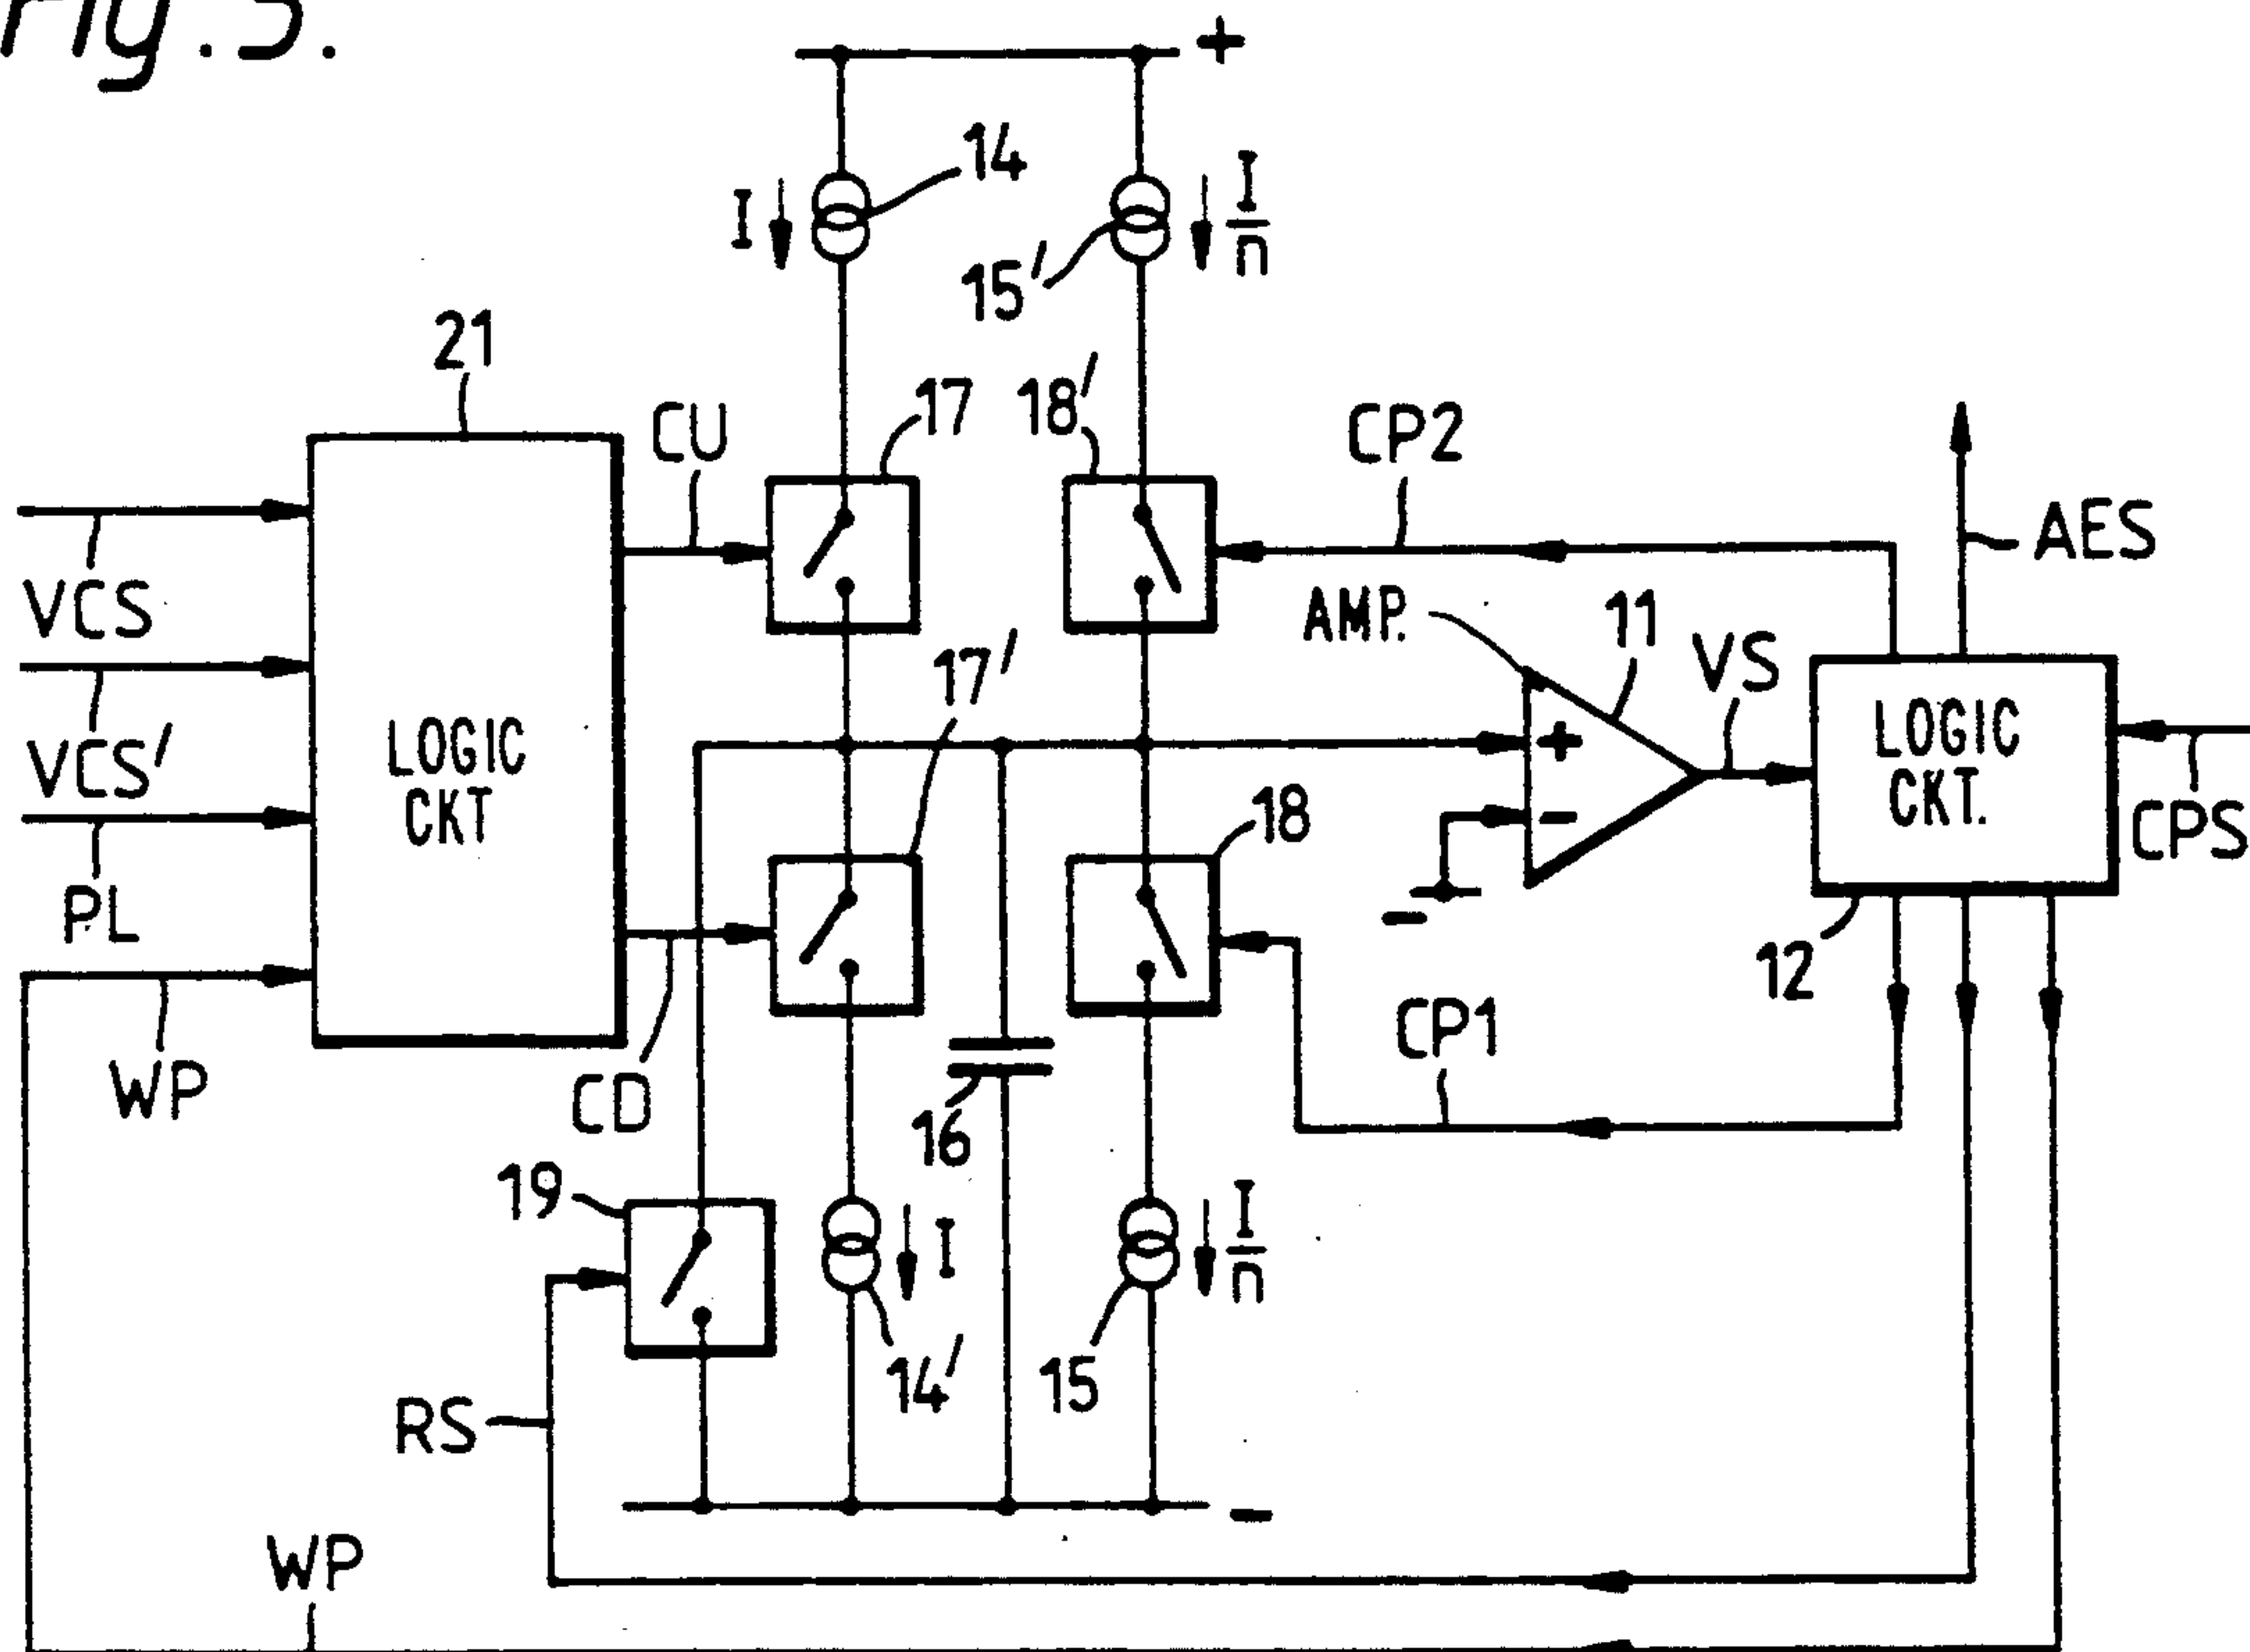 Fig.5.
+
14
I
I/n
15'
21
CU
17
18'
CP2
AES
VCS
AMP.
11
VS
17'
VCS'
LOGIC
CKT
+
-
LOGIC
CKT.
CPS
18
PL
-
12
WP
CD
16
CP1
19
I
I/n
14'
15
RS
-
WP